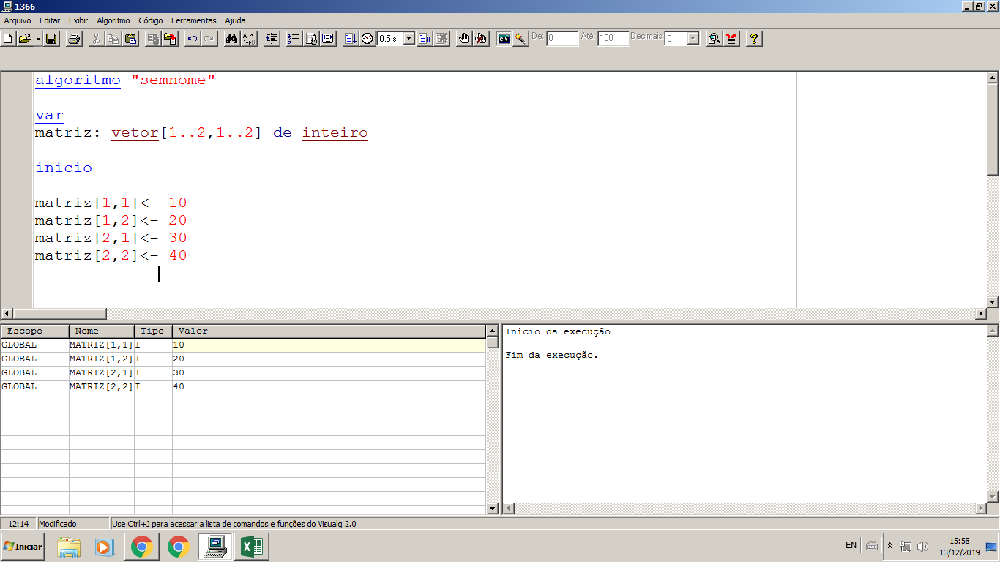 1366
Arquivo Editar Exibir Algoritmo Código Ferramentas Ajuda
0,5 s De: 0 Até: 100 Decimais: 0
algoritmo "semnome"
var
matriz: vetor[1..2,1..2] de inteiro
inicio
matriz[1,1]<- 10
matriz[1,2]<- 20
matriz[2,1]<- 30
matriz[2,2]<- 40
Escopo Nome Tipo Valor
GLOBAL MATRIZ[1,1] I 10
GLOBAL MATRIZ[1,2] I 20
GLOBAL MATRIZ[2,1] I 30
GLOBAL MATRIZ[2,2] I 40
Início da execução
Fim da execução.
12:14 Modificado Use Ctrl+J para acessar a lista de comandos e funções do Visualg 2.0
Iniciar
EN
15:58
13/12/2019